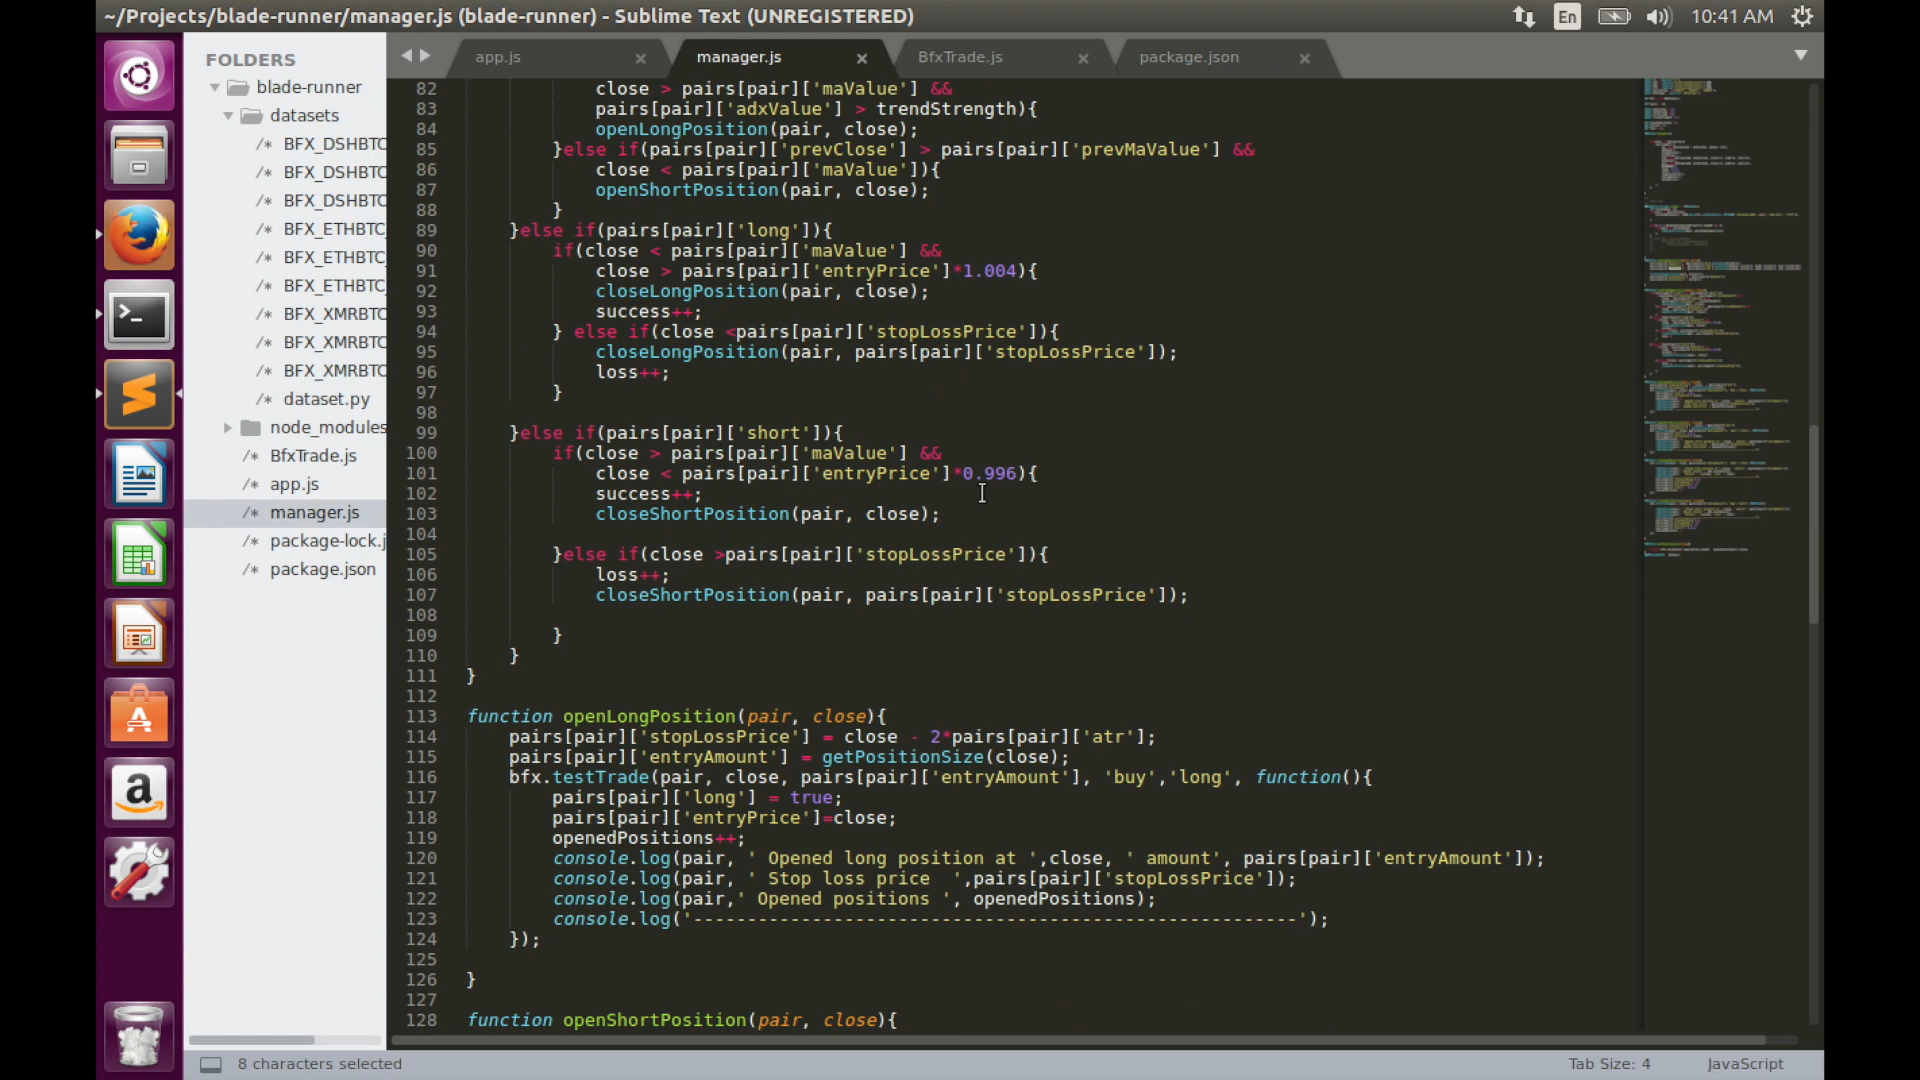 ~/Projects/blade-runner/manager.js (blade-runner) - Sublime Text (UNREGISTERED)
En
10:41 AM
FOLDERS
blade-runner
datasets
/* BFX_DSHBTC
/* BFX_DSHBTC
/* BFX_DSHBTC
/* BFX_ETHBTC_
/* BFX_ETHBTC_
/* BFX_ETHBTC_
/* BFX_XMRBTC
/* BFX_XMRBTC
/* BFX_XMRBTC
/* dataset.py
node_modules
/* BfxTrade.js
/* app.js
/* manager.js
/* package-lock.j
/* package.json
app.js
manager.js
BfxTrade.js
package.json
82 close > pairs[pair]['maValue'] &&
83 pairs[pair]['adxValue'] > trendStrength){
84 openLongPosition(pair, close);
85 }else if(pairs[pair]['prevClose'] > pairs[pair]['prevMaValue'] &&
86 close < pairs[pair]['maValue']){
87 openShortPosition(pair, close);
88 }
89 }else if(pairs[pair]['long']){
90 if(close < pairs[pair]['maValue'] &&
91 close > pairs[pair]['entryPrice']*1.004){
92 closeLongPosition(pair, close);
93 success++;
94 } else if(close <pairs[pair]['stopLossPrice']){
95 closeLongPosition(pair, pairs[pair]['stopLossPrice']);
96 loss++;
97 }
98
99 }else if(pairs[pair]['short']){
100 if(close > pairs[pair]['maValue'] &&
101 close < pairs[pair]['entryPrice']*0.996){
102 success++;
103 closeShortPosition(pair, close);
104
105 }else if(close >pairs[pair]['stopLossPrice']){
106 loss++;
107 closeShortPosition(pair, pairs[pair]['stopLossPrice']);
108
109 }
110 }
111 }
112
113 function openLongPosition(pair, close){
114 pairs[pair]['stopLossPrice'] = close - 2*pairs[pair]['atr'];
115 pairs[pair]['entryAmount'] = getPositionSize(close);
116 bfx.testTrade(pair, close, pairs[pair]['entryAmount'], 'buy','long', function(){
117 pairs[pair]['long'] = true;
118 pairs[pair]['entryPrice']=close;
119 openedPositions++;
120 console.log(pair, ' Opened long position at ',close, ' amount', pairs[pair]['entryAmount']);
121 console.log(pair, ' Stop loss price  ',pairs[pair]['stopLossPrice']);
122 console.log(pair,' Opened positions ', openedPositions);
123 console.log('--------------------------------------------------------');
124 });
125
126 }
127
128 function openShortPosition(pair, close){
8 characters selected
Tab Size: 4
JavaScript